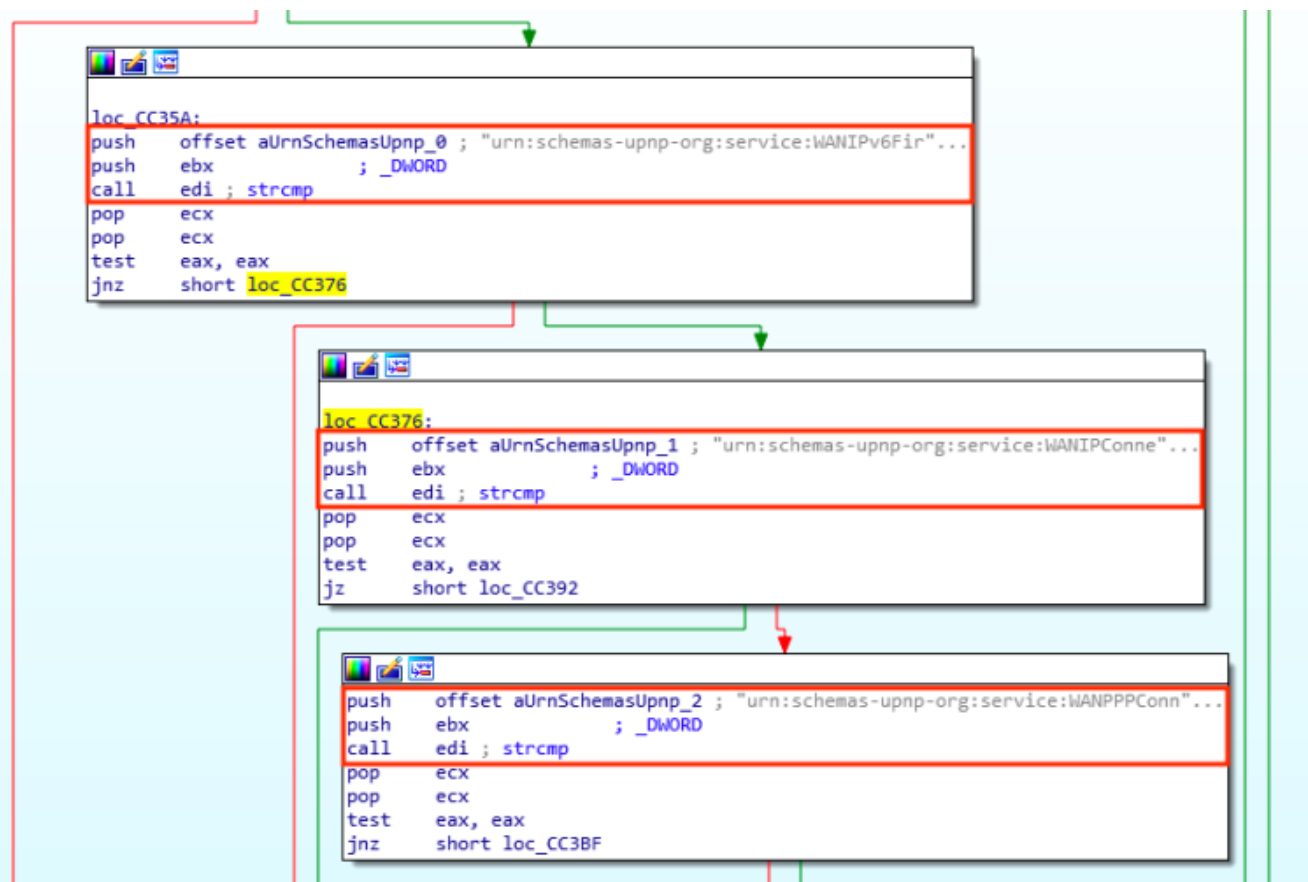 loc_CC35A:
push offset aUrnSchemasUpnp_0 ; "urn:schemas-upnp-org:service:WANIPv6Fir"...
push ebx ; _DWORD
call edi ; strcmp
pop ecx
pop ecx
test eax, eax
jnz short loc_CC376
loc_CC376:
push offset aUrnSchemasUpnp_1 ; "urn:schemas-upnp-org:service:WANIPConne"...
push ebx ; _DWORD
call edi ; strcmp
pop ecx
pop ecx
test eax, eax
jz short loc_CC392
push offset aUrnSchemasUpnp_2 ; "urn:schemas-upnp-org:service:WANPPPConn"...
push ebx ; _DWORD
call edi ; strcmp
pop ecx
pop ecx
test eax, eax
jnz short loc_CC3BF